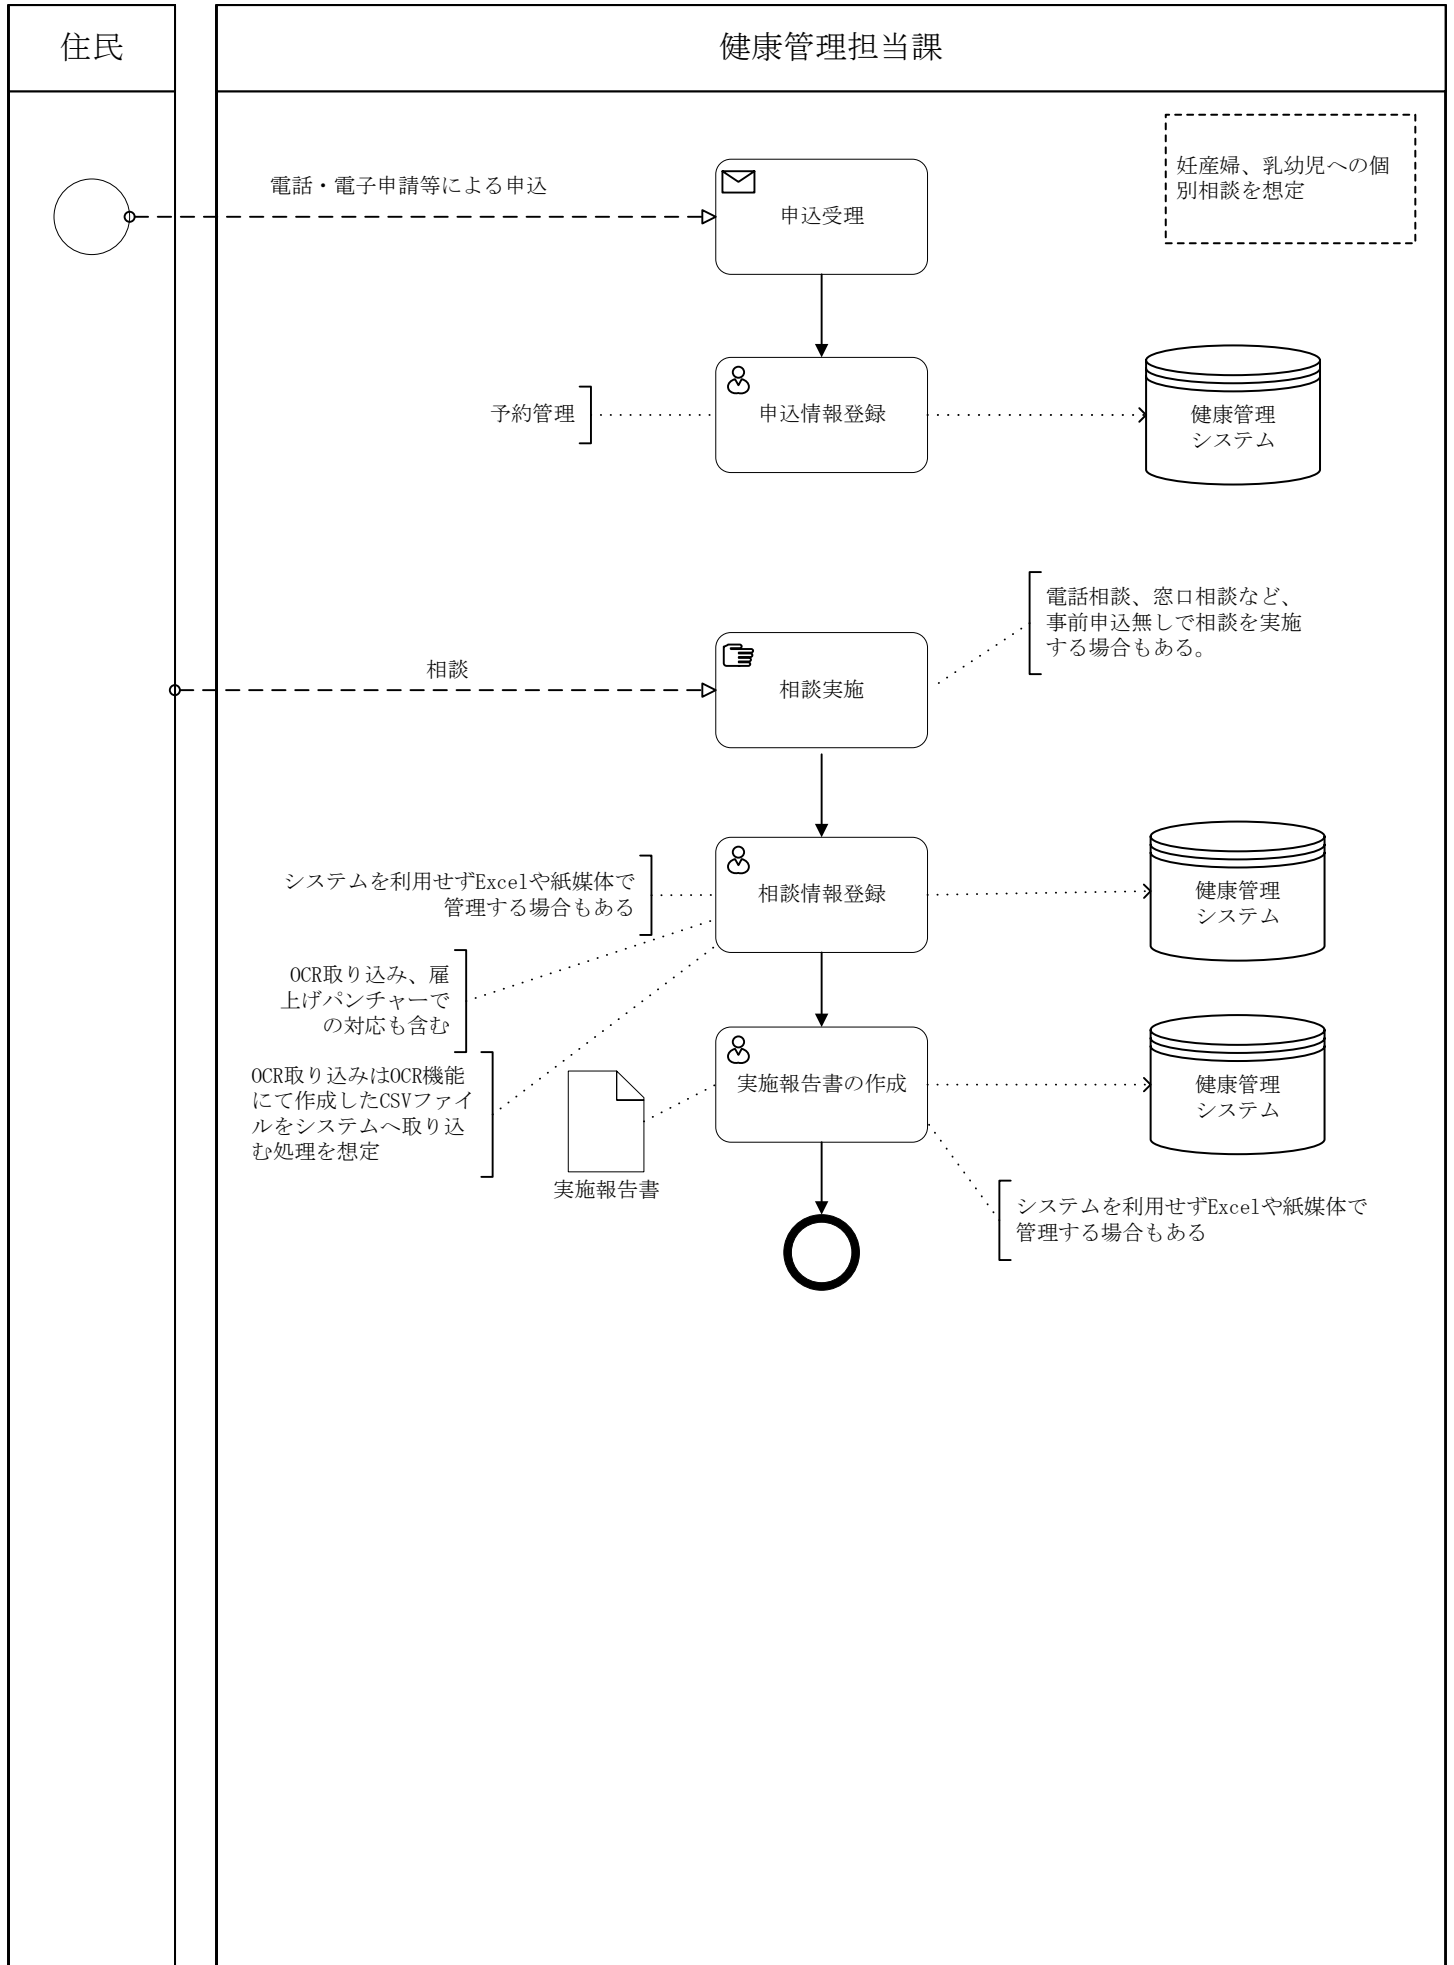 住民
健康管理担当課
妊産婦、乳幼児への個
別相談を想定
電話・電子申請等による申込
申込受理
予約管理
申込情報登録
健康管理
システム
電話相談、窓口相談など、
事前申込無しで相談を実施
する場合もある。
相談
相談実施
システムを利用せずExcelや紙媒体で
管理する場合もある
相談情報登録
健康管理
システム
OCR取り込み、雇
上げパンチャーで
の対応も含む
OCR取り込みはOCR機能
にて作成したCSVファイ
ルをシステムへ取り込
む処理を想定
実施報告書の作成
健康管理
システム
実施報告書
システムを利用せずExcelや紙媒体で
管理する場合もある